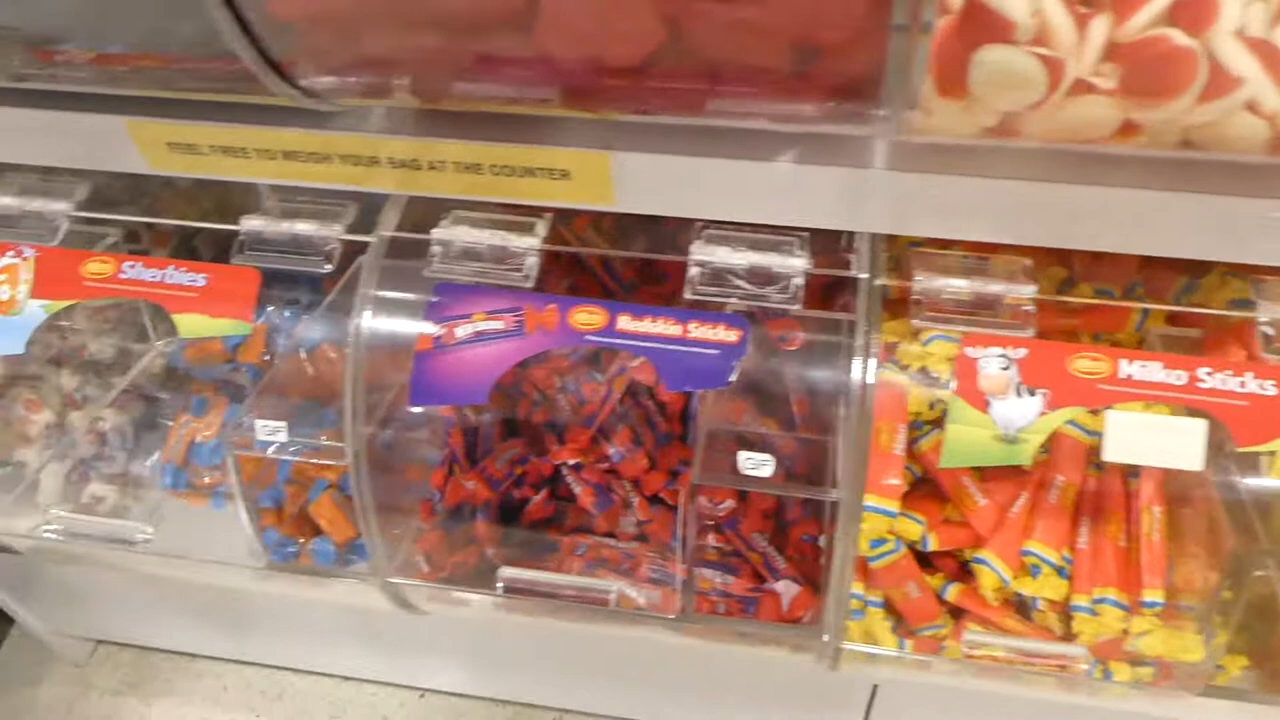 FEEL FREE TO WEIGH YOUR BAG AT THE COUNTER
Sherbies
Redskin Sticks
Milko Sticks
GF
GF